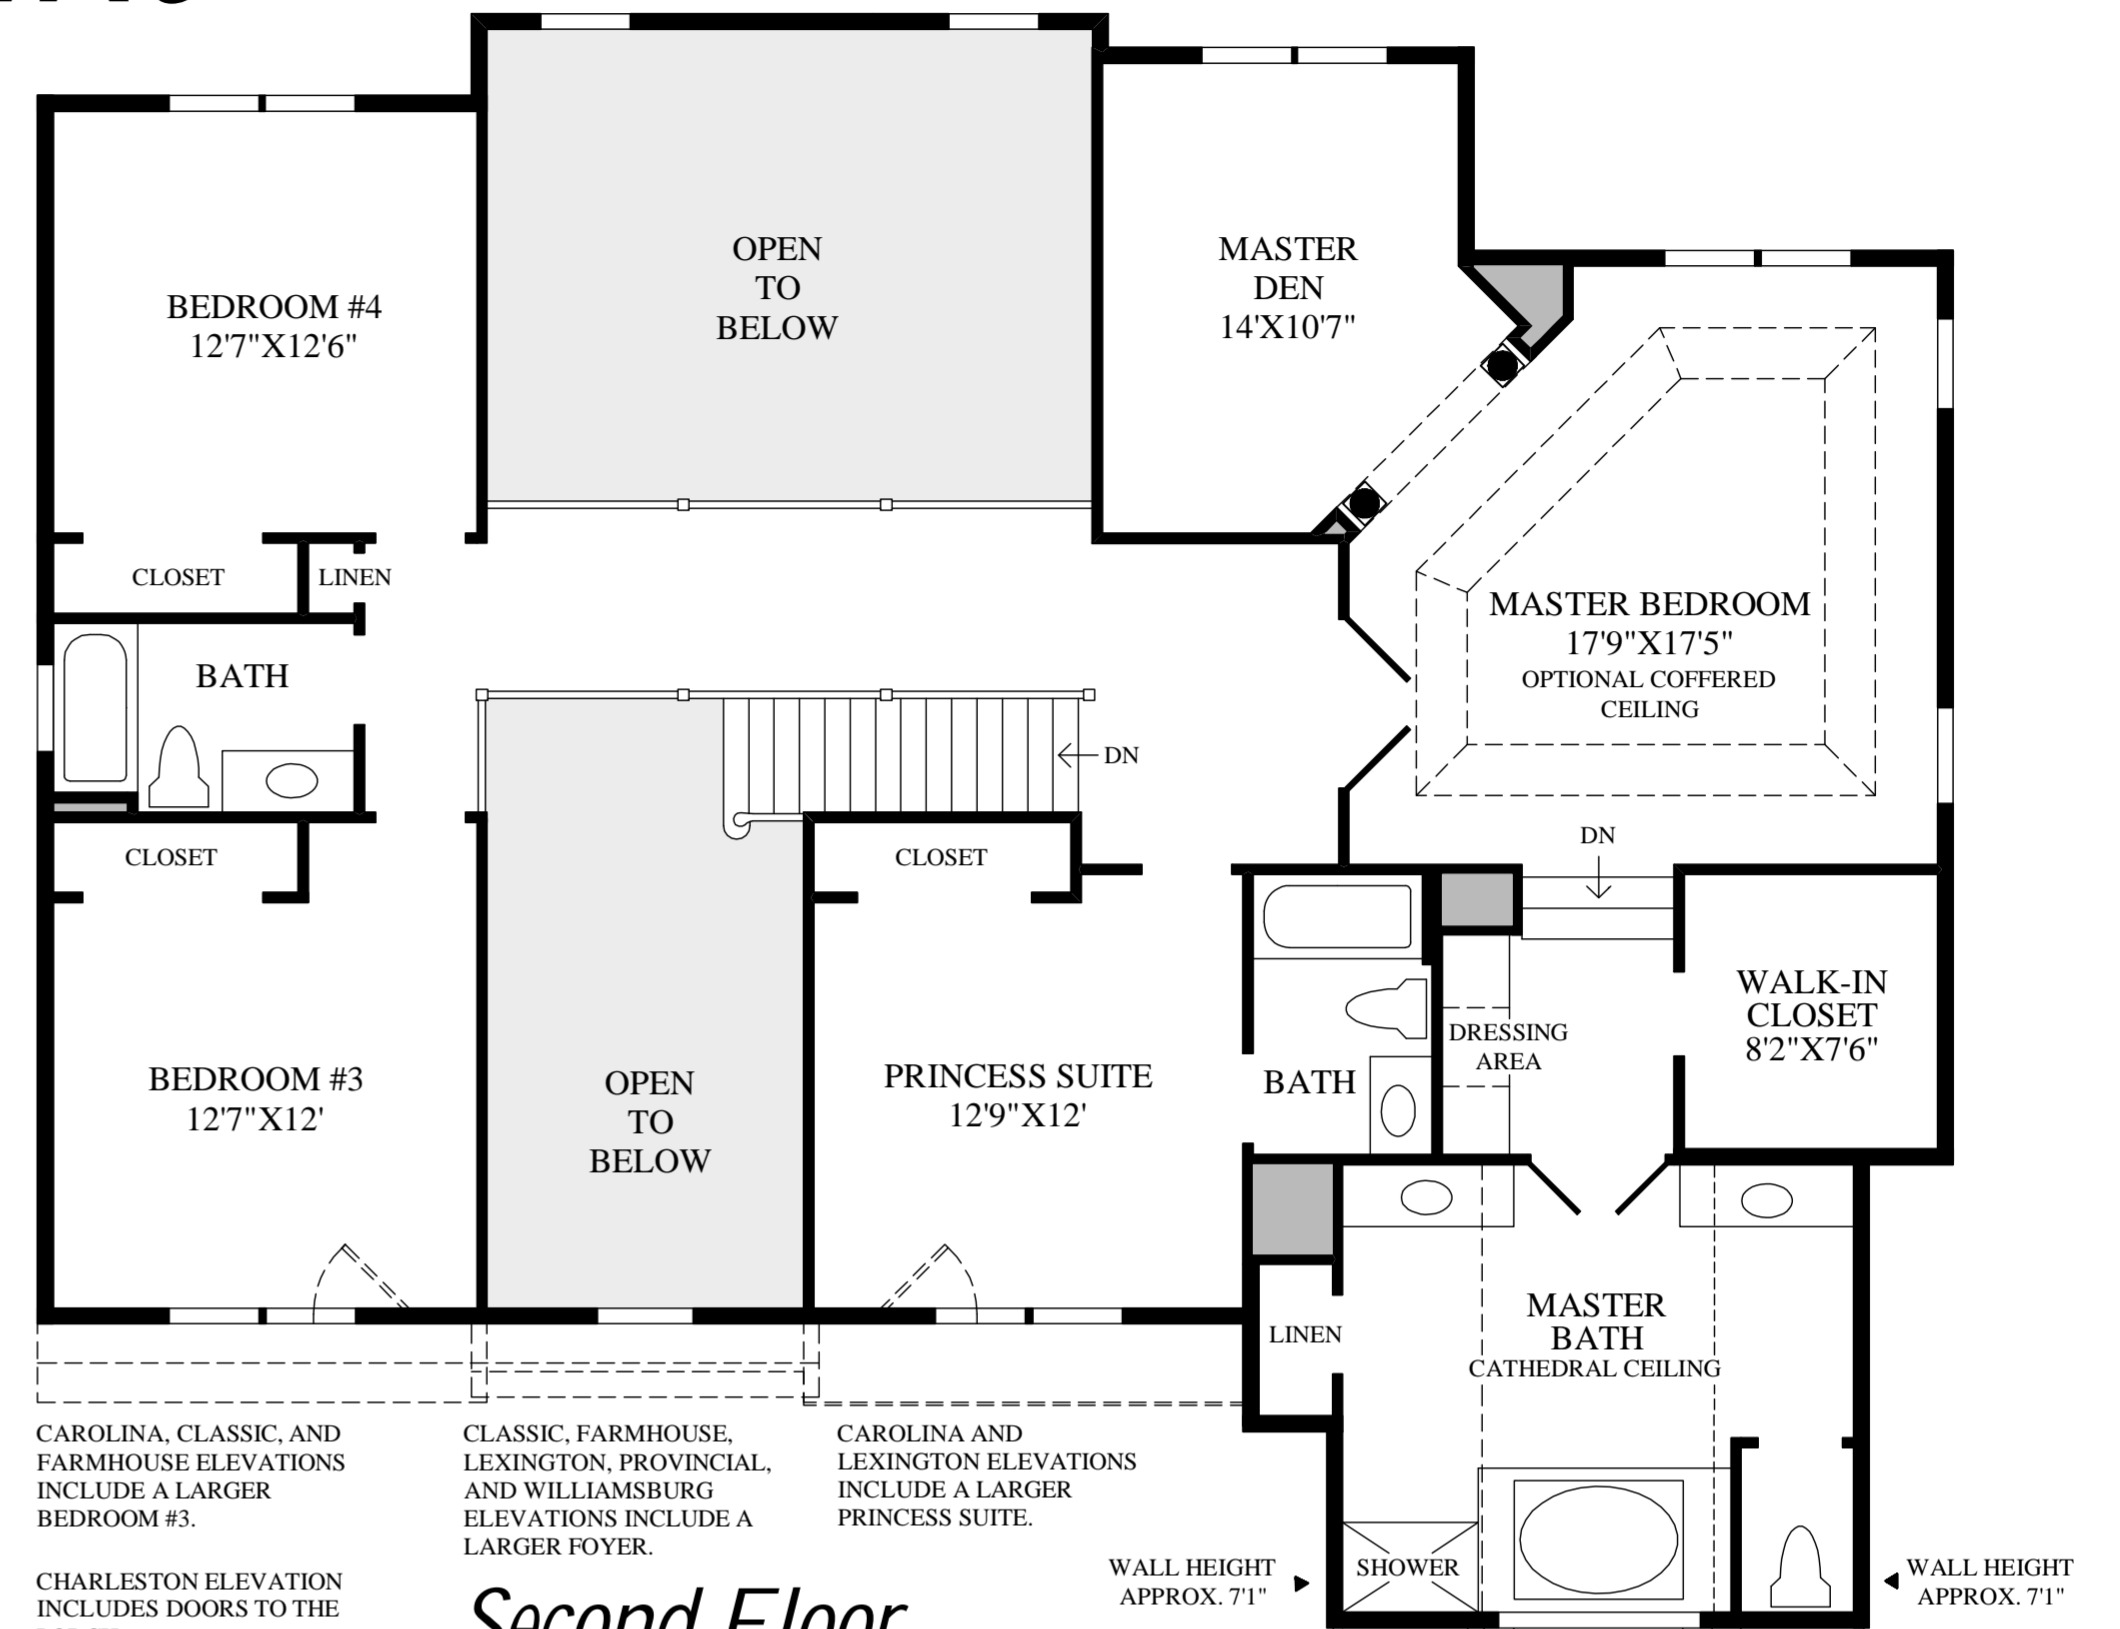 OPEN
TO
BELOW
MASTER
DEN
14'X10'7"
BEDROOM #4
12'7"X12'6"
CLOSET
LINEN
MASTER BEDROOM
17'9"X17'5"
OPTIONAL COFFERED
CEILING
BATH
DN
DN
CLOSET
CLOSET
WALK-IN
CLOSET
8'2"X7'6"
DRESSING
AREA
BEDROOM #3
12'7"X12'
OPEN
TO
BELOW
PRINCESS SUITE
12'9"X12'
BATH
MASTER
BATH
CATHEDRAL CEILING
LINEN
CAROLINA, CLASSIC, AND
FARMHOUSE ELEVATIONS
INCLUDE A LARGER
BEDROOM #3.
CLASSIC, FARMHOUSE,
LEXINGTON, PROVINCIAL,
AND WILLIAMSBURG
ELEVATIONS INCLUDE A
LARGER FOYER.
CAROLINA AND
LEXINGTON ELEVATIONS
INCLUDE A LARGER
PRINCESS SUITE.
WALL HEIGHT
APPROX. 7'1"
SHOWER
WALL HEIGHT
APPROX. 7'1"
CHARLESTON ELEVATION
INCLUDES DOORS TO THE
Second Floor